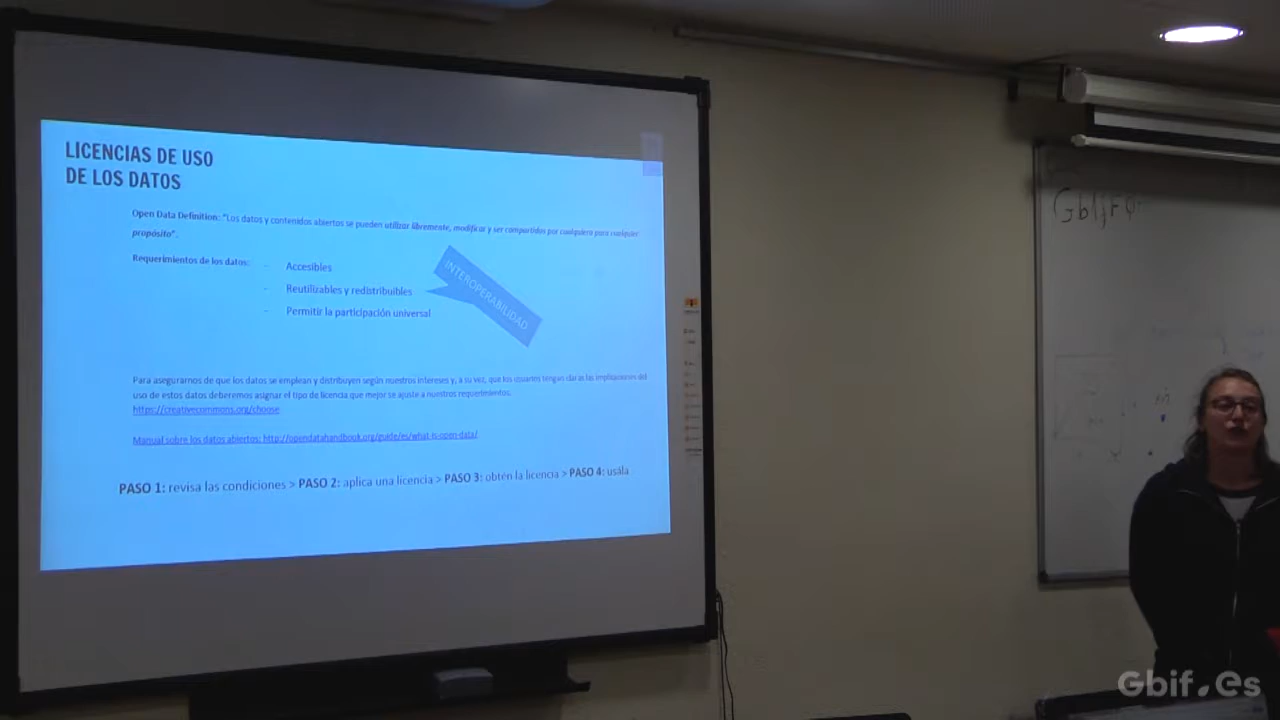 LICENCIAS DE USO
DE LOS DATOS
Open Data Definition: "Los datos y contenidos abiertos se pueden utilizar libremente, modificar y ser compartidos por cualquiera para cualquier
propósito".
Requerimientos de los datos:
- Accesibles
- Reutilizables y redistribuibles
- Permitir la participación universal
INTEROPERABILIDAD
Para asegurarnos de que los datos se emplean y distribuyen según nuestros intereses y, a su vez, que los usuarios tengan claras las implicaciones del
uso de estos datos deberemos asignar el tipo de licencia que mejor se ajuste a nuestros requerimientos.
https://creativecommons.org/choose
Manual sobre los datos abiertos: http://opendatahandbook.org/guide/es/what-is-open-data/
PASO 1: revisa las condiciones > PASO 2: aplica una licencia > PASO 3: obtén la licencia > PASO 4: usála
Gbif.es